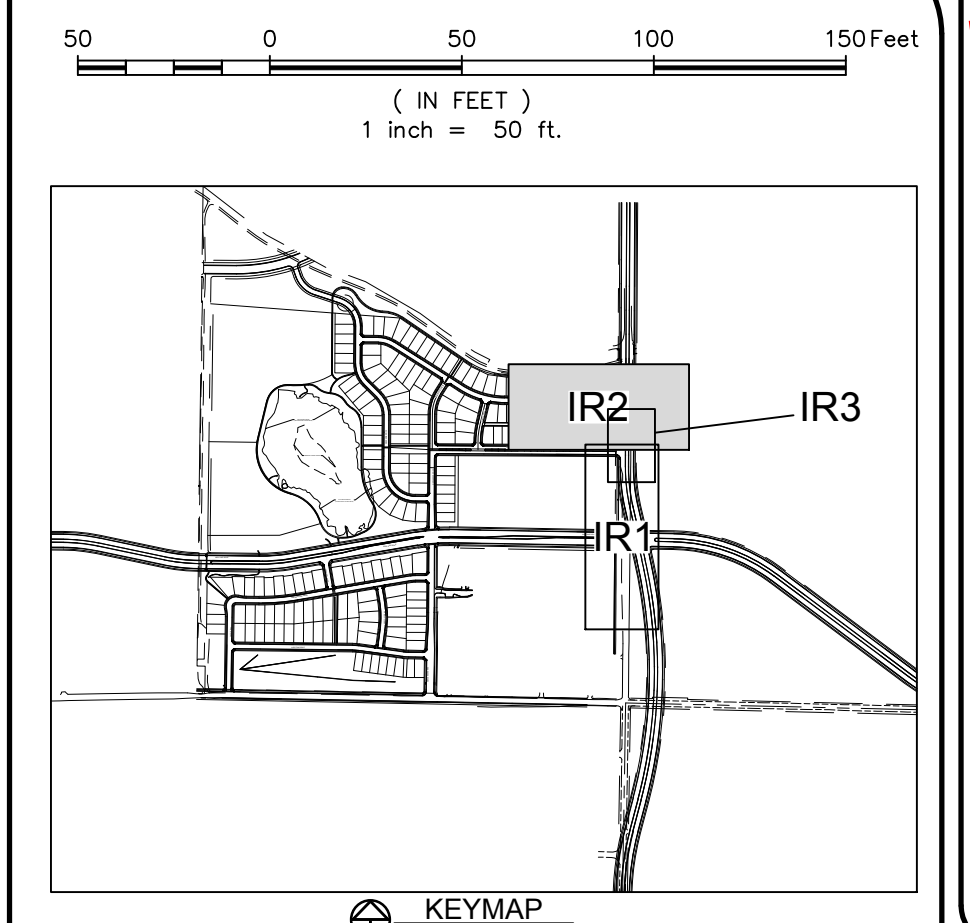 50 0 50 100 150 Feet
( IN FEET )
1 inch = 50 ft.
IR2
IR3
IR1
KEYMAP